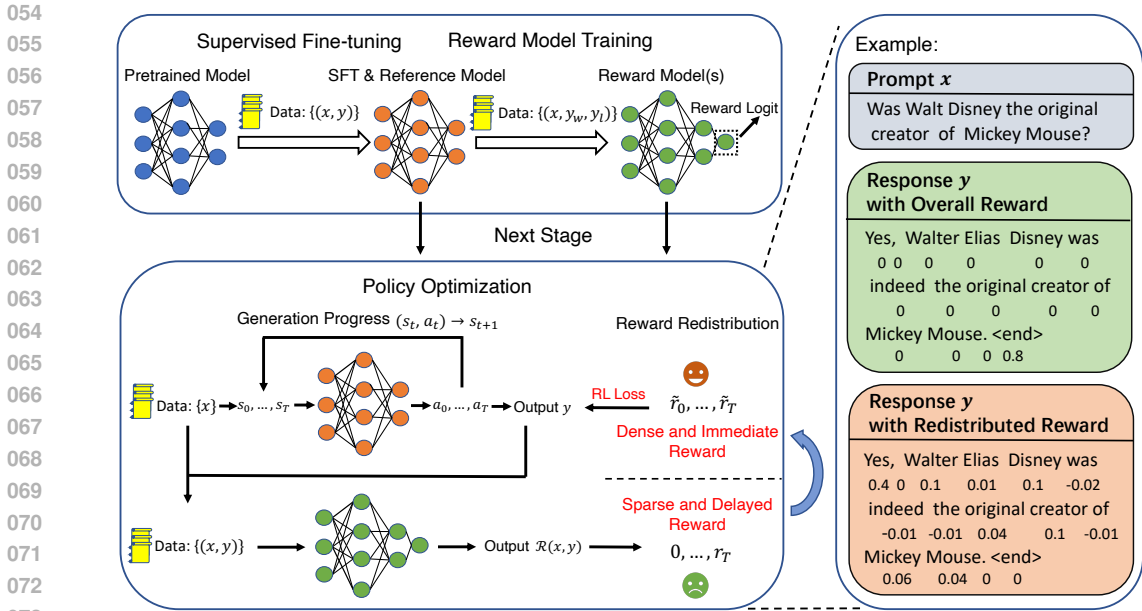 054
055
056
057
058
059
060
061
062
063
064
065
066
067
068
069
070
071
072
Supervised Fine-tuning
Reward Model Training
Pretrained Model
SFT & Reference Model
Reward Model(s)
Data: {(x, y)}
Data: {(x, y_w, y_l)}
Reward Logit
Next Stage
Policy Optimization
Generation Progress (s_t, a_t) → s_{t+1}
Reward Redistribution
Data: {x}
s_0, ..., s_T
a_0, ..., a_T
Output y
RL Loss
r̃_0, ..., r̃_T
Dense and Immediate
Reward
Sparse and Delayed
Reward
Data: {(x, y)}
Output ℛ(x, y)
0, ..., r_T
Example:
Prompt x
Was Walt Disney the original
creator of Mickey Mouse?
Response y
with Overall Reward
Yes, Walter Elias Disney was
0 0 0 0 0 0
indeed the original creator of
0 0 0 0 0
Mickey Mouse. <end>
0 0 0 0.8
Response y
with Redistributed Reward
Yes, Walter Elias Disney was
0.4 0 0.1 0.01 0.1 -0.02
indeed the original creator of
-0.01 -0.01 0.04 0.1 -0.01
Mickey Mouse. <end>
0.06 0.04 0 0